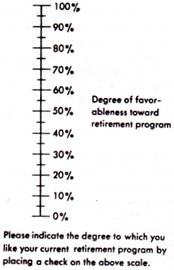 100%
90%
80%
70%
60%
50%
40%
30%
20%
10%
0%
Degree of favor-
ableness toward
retirement program
Please indicate the degree to which you
like your current retirement program by
placing a check on the above scale.